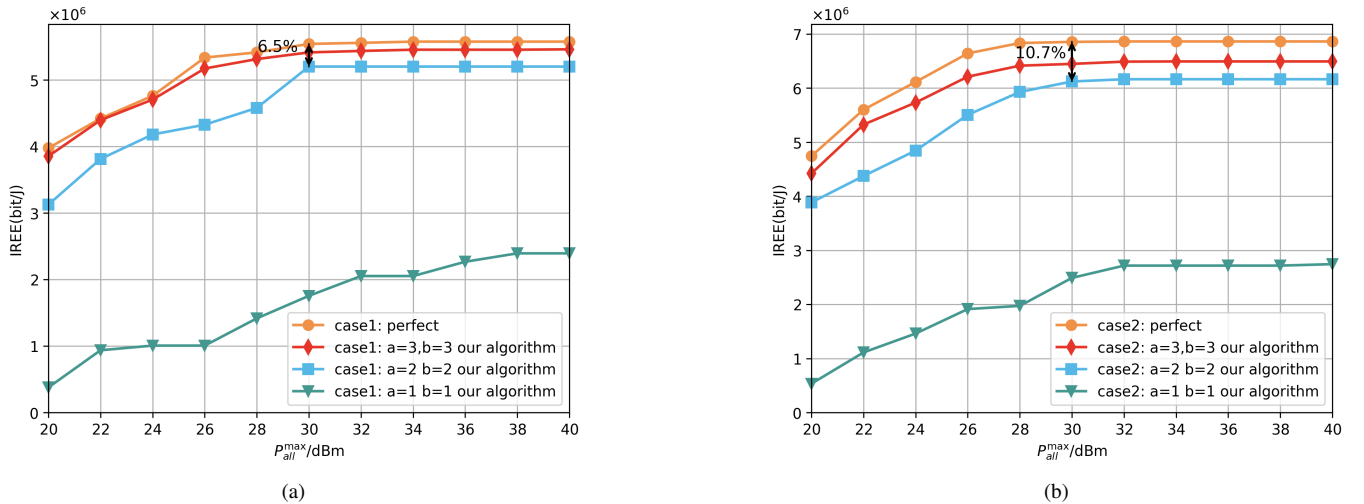 ×10⁶
6.5%
5
4
3
2
1
0
IREE(bit/J)
case1: perfect
case1: a=3,b=3 our algorithm
case1: a=2 b=2 our algorithm
case1: a=1 b=1 our algorithm
20 22 24 26 28 30 32 34 36 38 40
P_all^max/dBm
(a)
×10⁶
10.7%
7
6
5
4
3
2
1
0
IREE(bit/J)
case2: perfect
case2: a=3,b=3 our algorithm
case2: a=2 b=2 our algorithm
case2: a=1 b=1 our algorithm
20 22 24 26 28 30 32 34 36 38 40
P_all^max/dBm
(b)